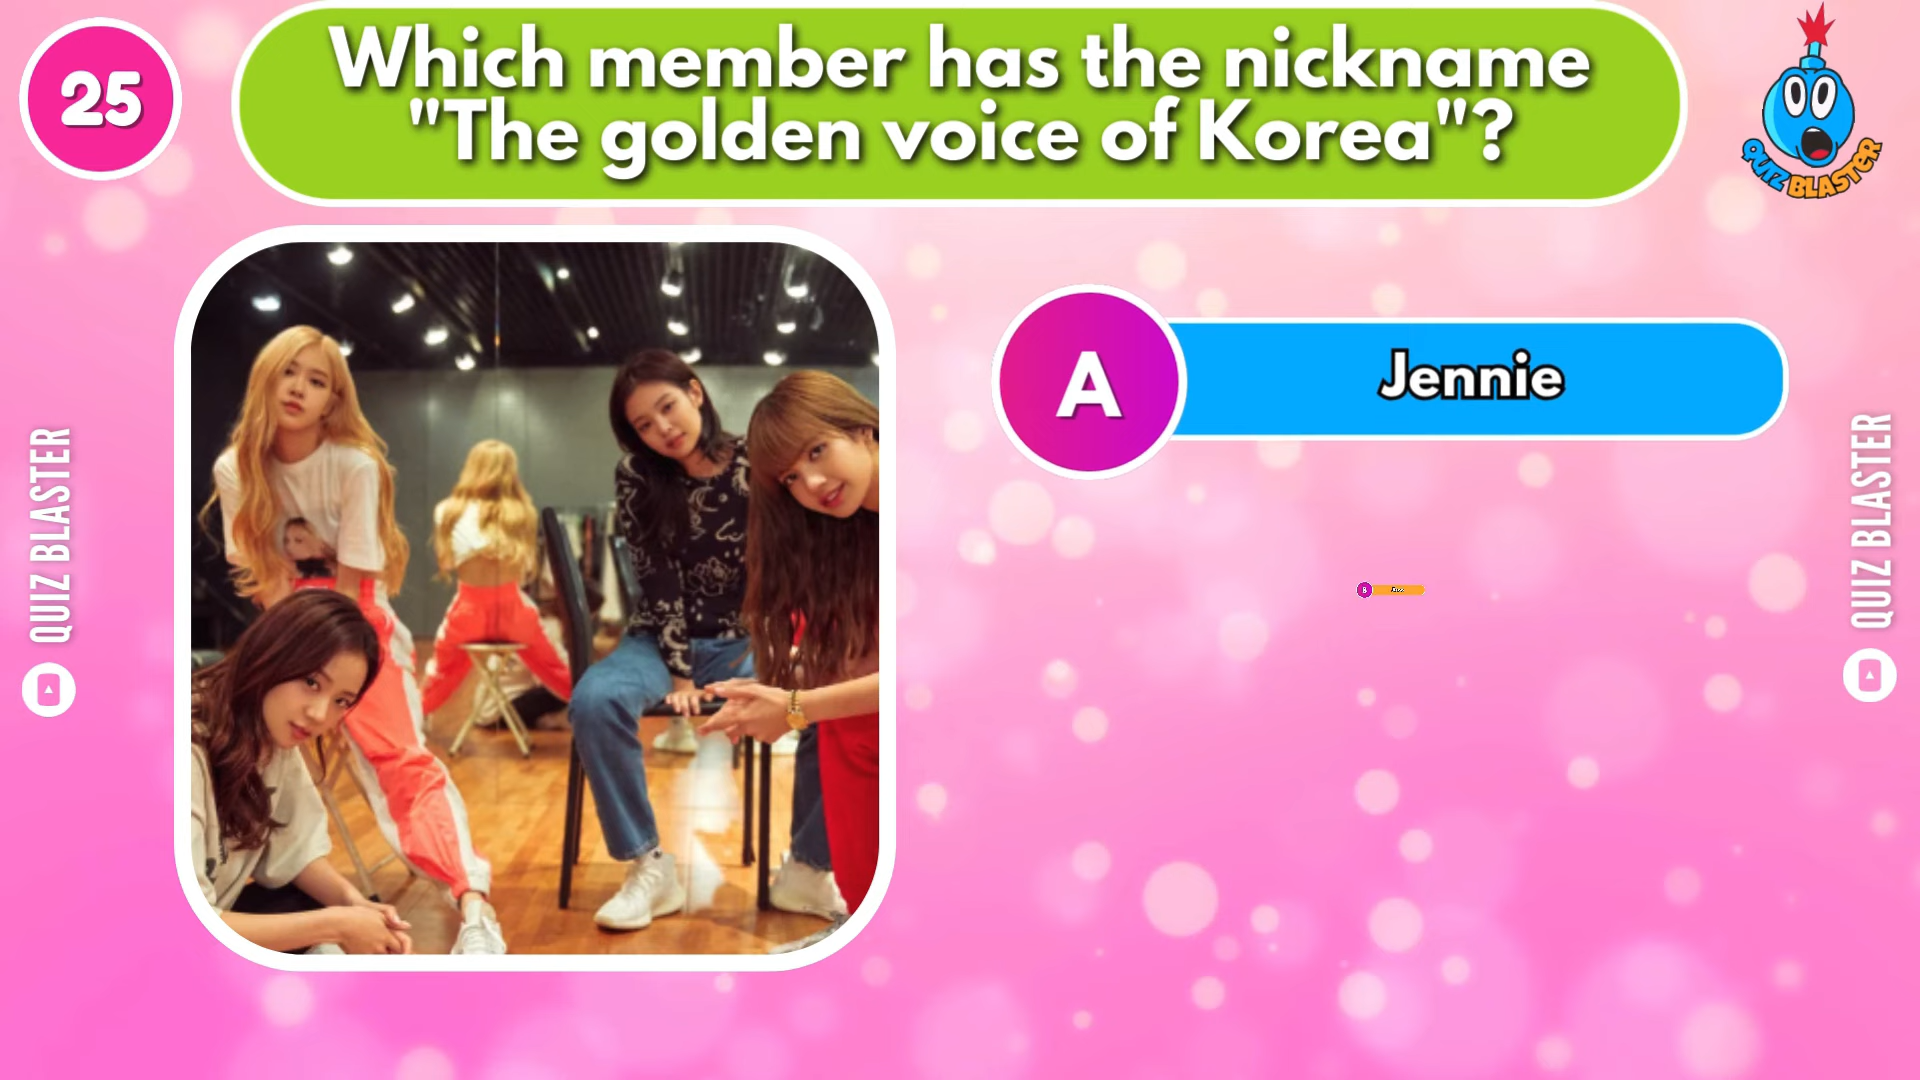 25
Which member has the nickname
"The golden voice of Korea"?
QUIZ BLASTER
A
Jennie
B
QUIZ BLASTER
QUIZ BLASTER